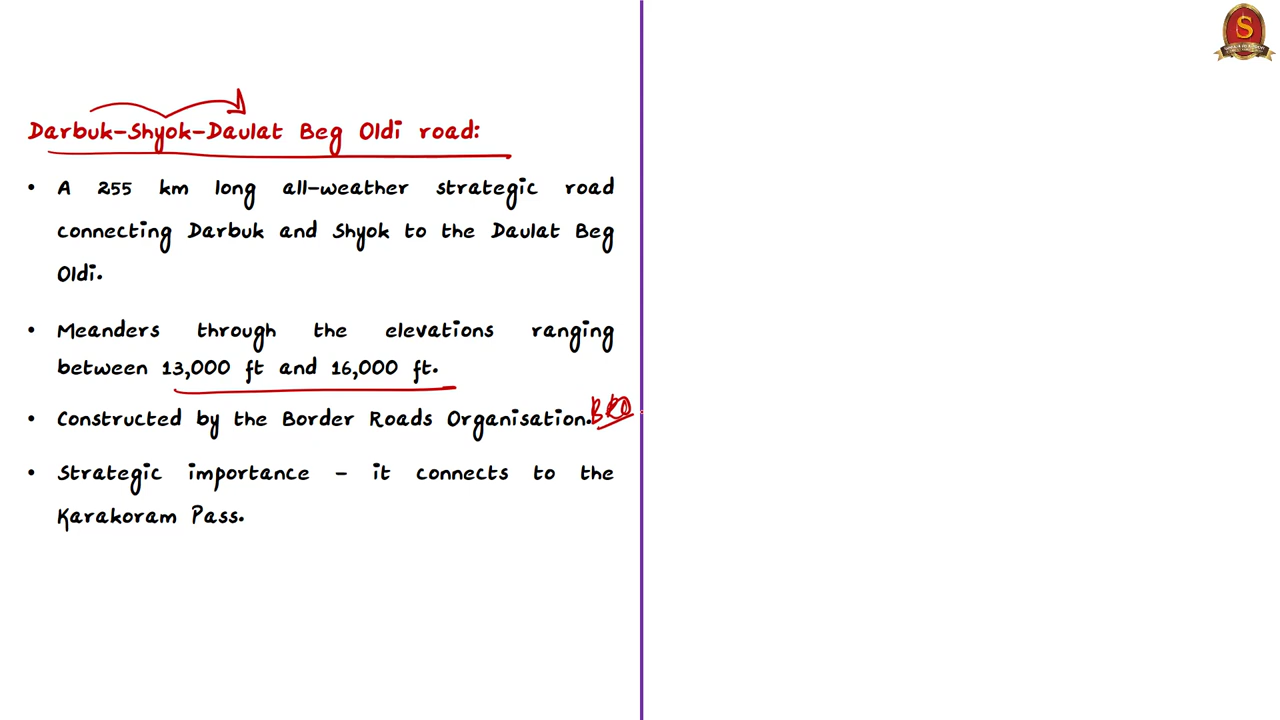 Darbuk-Shyok-Daulat Beg Oldi road:
• A 255 km long all-weather strategic road
connecting Darbuk and Shyok to the Daulat Beg
Oldi.
• Meanders through the elevations ranging
between 13,000 ft and 16,000 ft.
• Constructed by the Border Roads Organisation.
BRO
• Strategic importance – it connects to the
Karakoram Pass.
S